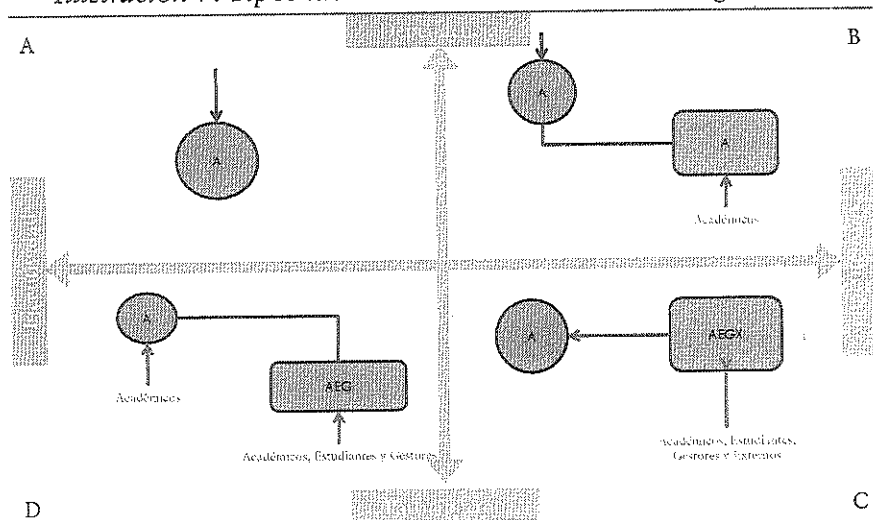 A
B
A
A
A
Académicos
A
AEG
Académicos
Académicos, Estudiantes y Gestores
A
AEGX
Académicos, Estudiantes,
Gestores y Externos
D
C